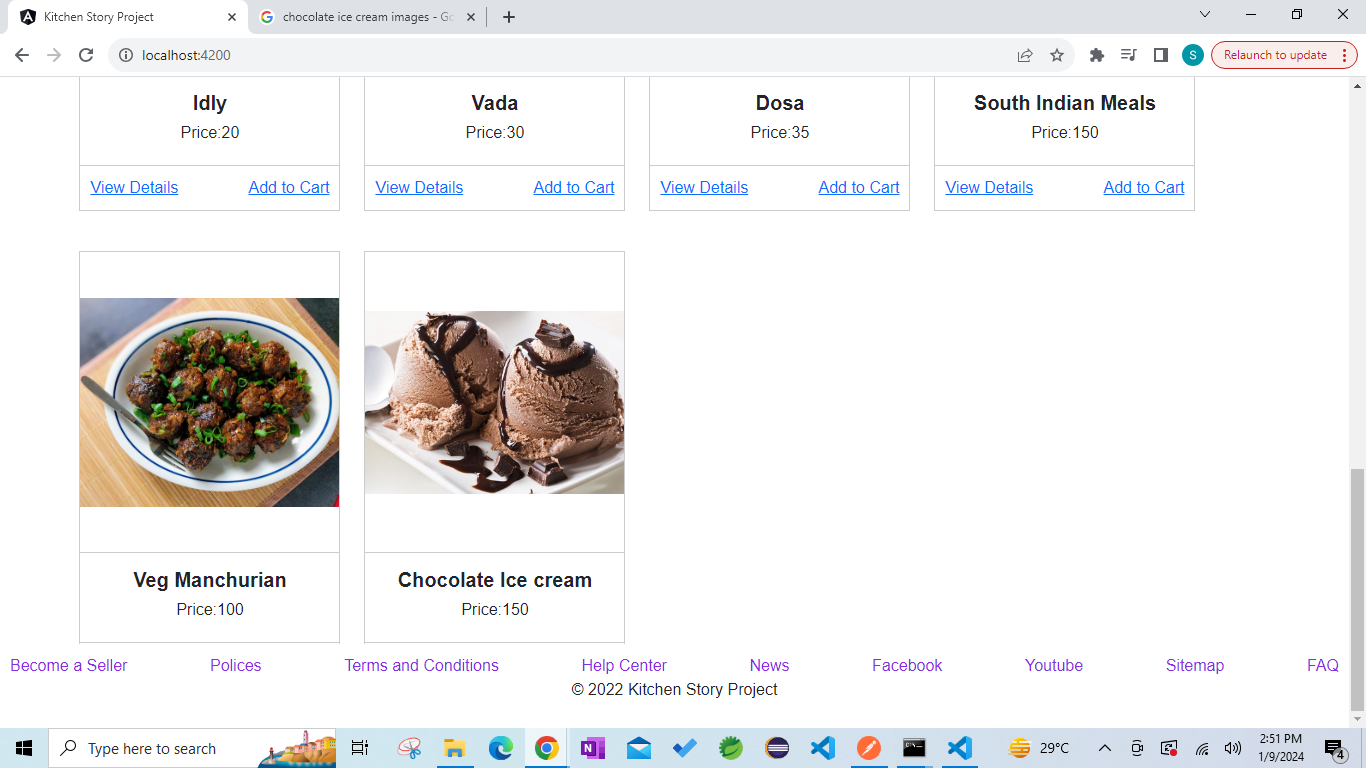 Kitchen Story Project
chocolate ice cream images - Go
localhost:4200
Relaunch to update
S
Idly
Price:20
View Details Add to Cart
Vada
Price:30
View Details Add to Cart
Dosa
Price:35
View Details Add to Cart
South Indian Meals
Price:150
View Details Add to Cart
Veg Manchurian
Price:100
Chocolate Ice cream
Price:150
Become a Seller Polices Terms and Conditions Help Center News Facebook Youtube Sitemap FAQ
© 2022 Kitchen Story Project
Type here to search
29°C
2:51 PM
1/9/2024
4